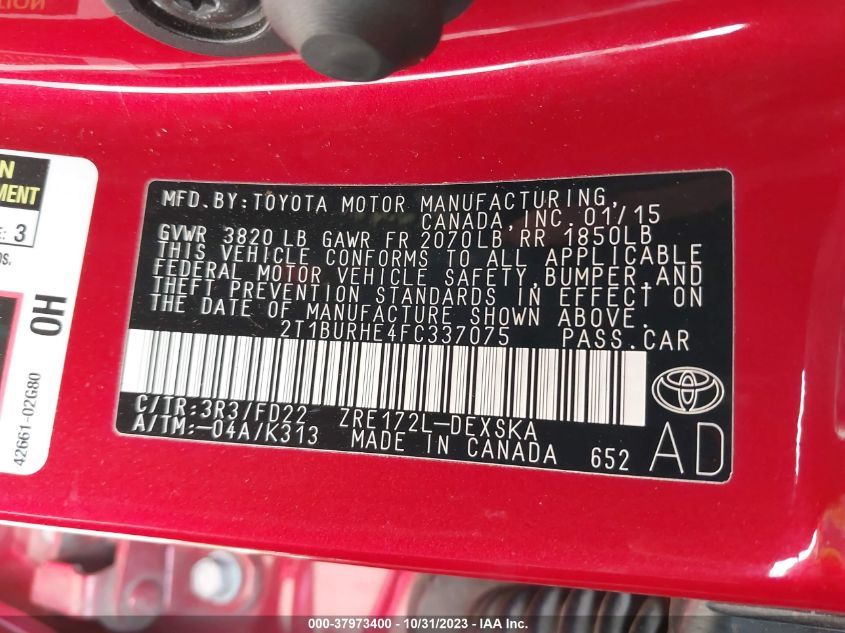 N
MENT
E: 3
OS.
OH
42661-02G80
MFD. BY: TOYOTA MOTOR MANUFACTURING,
CANADA, INC. 01/15
GVWR 3820 LB GAWR FR 2070LB RR 1850LB
THIS VEHICLE CONFORMS TO ALL APPLICABLE
FEDERAL MOTOR VEHICLE SAFETY, BUMPER, AND
THEFT PREVENTION STANDARDS IN EFFECT ON
THE DATE OF MANUFACTURE SHOWN ABOVE.
2T1BURHE4FC337075 PASS. CAR
C/TR: 3R3/FD22 ZRE172L-DEXSKA
A/TM: -04A/K313 MADE IN CANADA 652 AD
000-37973400 - 10/31/2023 - IAA Inc.